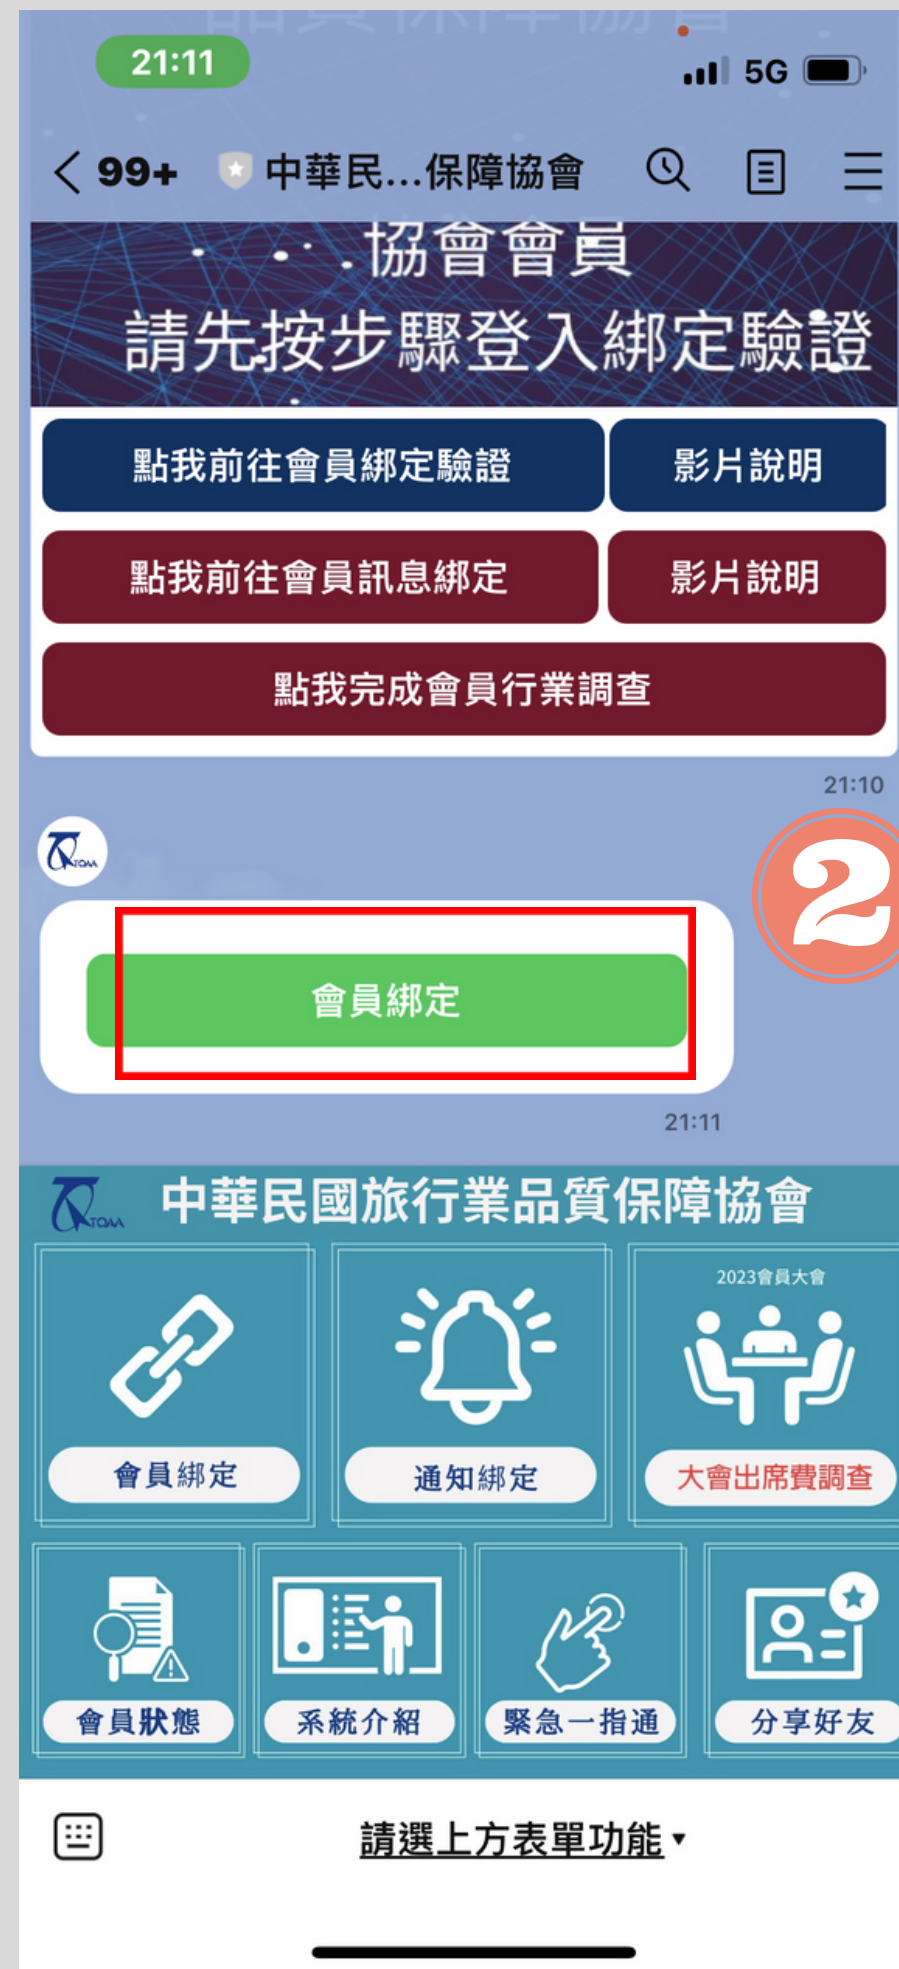 21:11
5G
99+ 中華民...保障協會
協會會員
請先按步驟登入綁定驗證
點我前往會員綁定驗證 影片說明
點我前往會員訊息綁定 影片說明
點我完成會員行業調查
21:10
TQAA
2
會員綁定
21:11
TQAA 中華民國旅行業品質保障協會
2023會員大會
會員綁定 通知綁定 大會出席費調查
會員狀態 系統介紹 緊急一指通 分享好友
請選上方表單功能